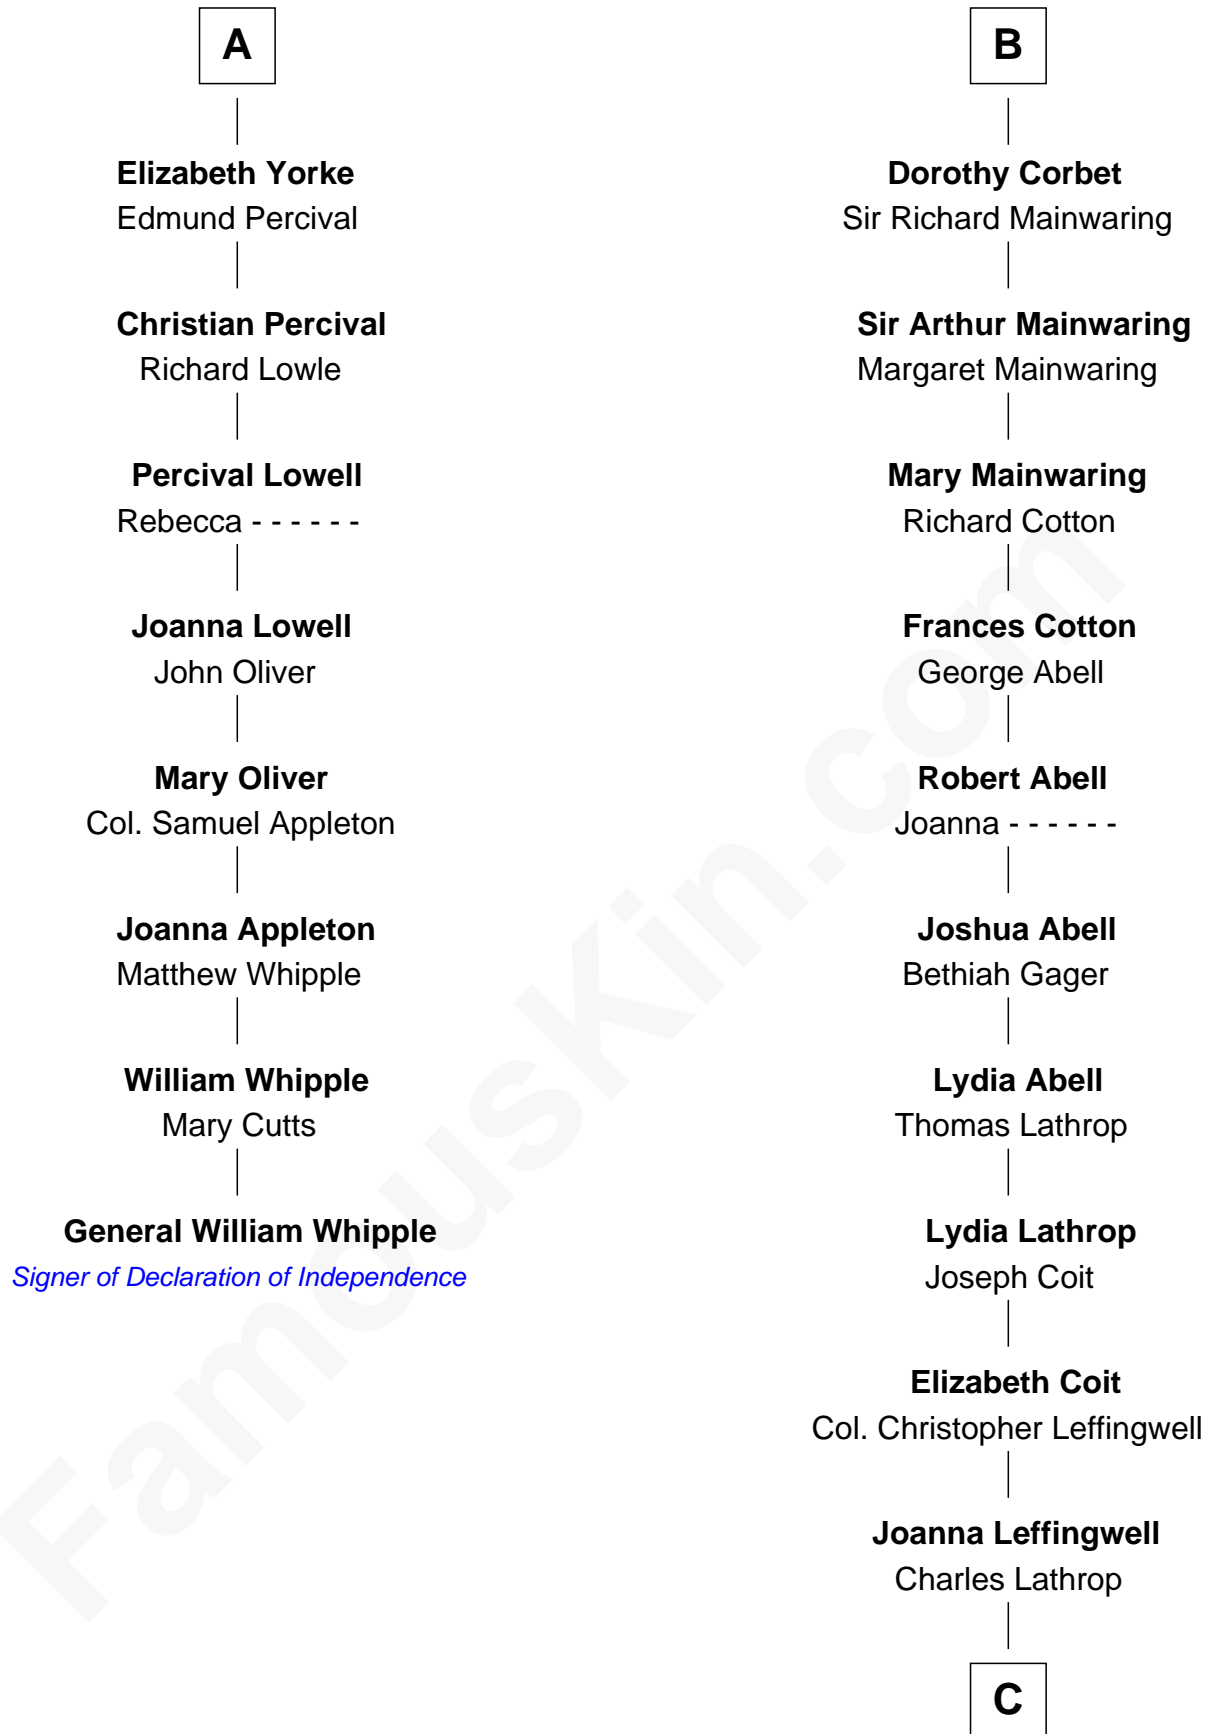 A
Elizabeth Yorke
Edmund Percival
Christian Percival
Richard Lowle
Percival Lowell
Rebecca - - - - - -
Joanna Lowell
John Oliver
Mary Oliver
Col. Samuel Appleton
Joanna Appleton
Matthew Whipple
William Whipple
Mary Cutts
General William Whipple
Signer of Declaration of Independence
B
Dorothy Corbet
Sir Richard Mainwaring
Sir Arthur Mainwaring
Margaret Mainwaring
Mary Mainwaring
Richard Cotton
Frances Cotton
George Abell
Robert Abell
Joanna - - - - - -
Joshua Abell
Bethiah Gager
Lydia Abell
Thomas Lathrop
Lydia Lathrop
Joseph Coit
Elizabeth Coit
Col. Christopher Leffingwell
Joanna Leffingwell
Charles Lathrop
C
FamousKin.com